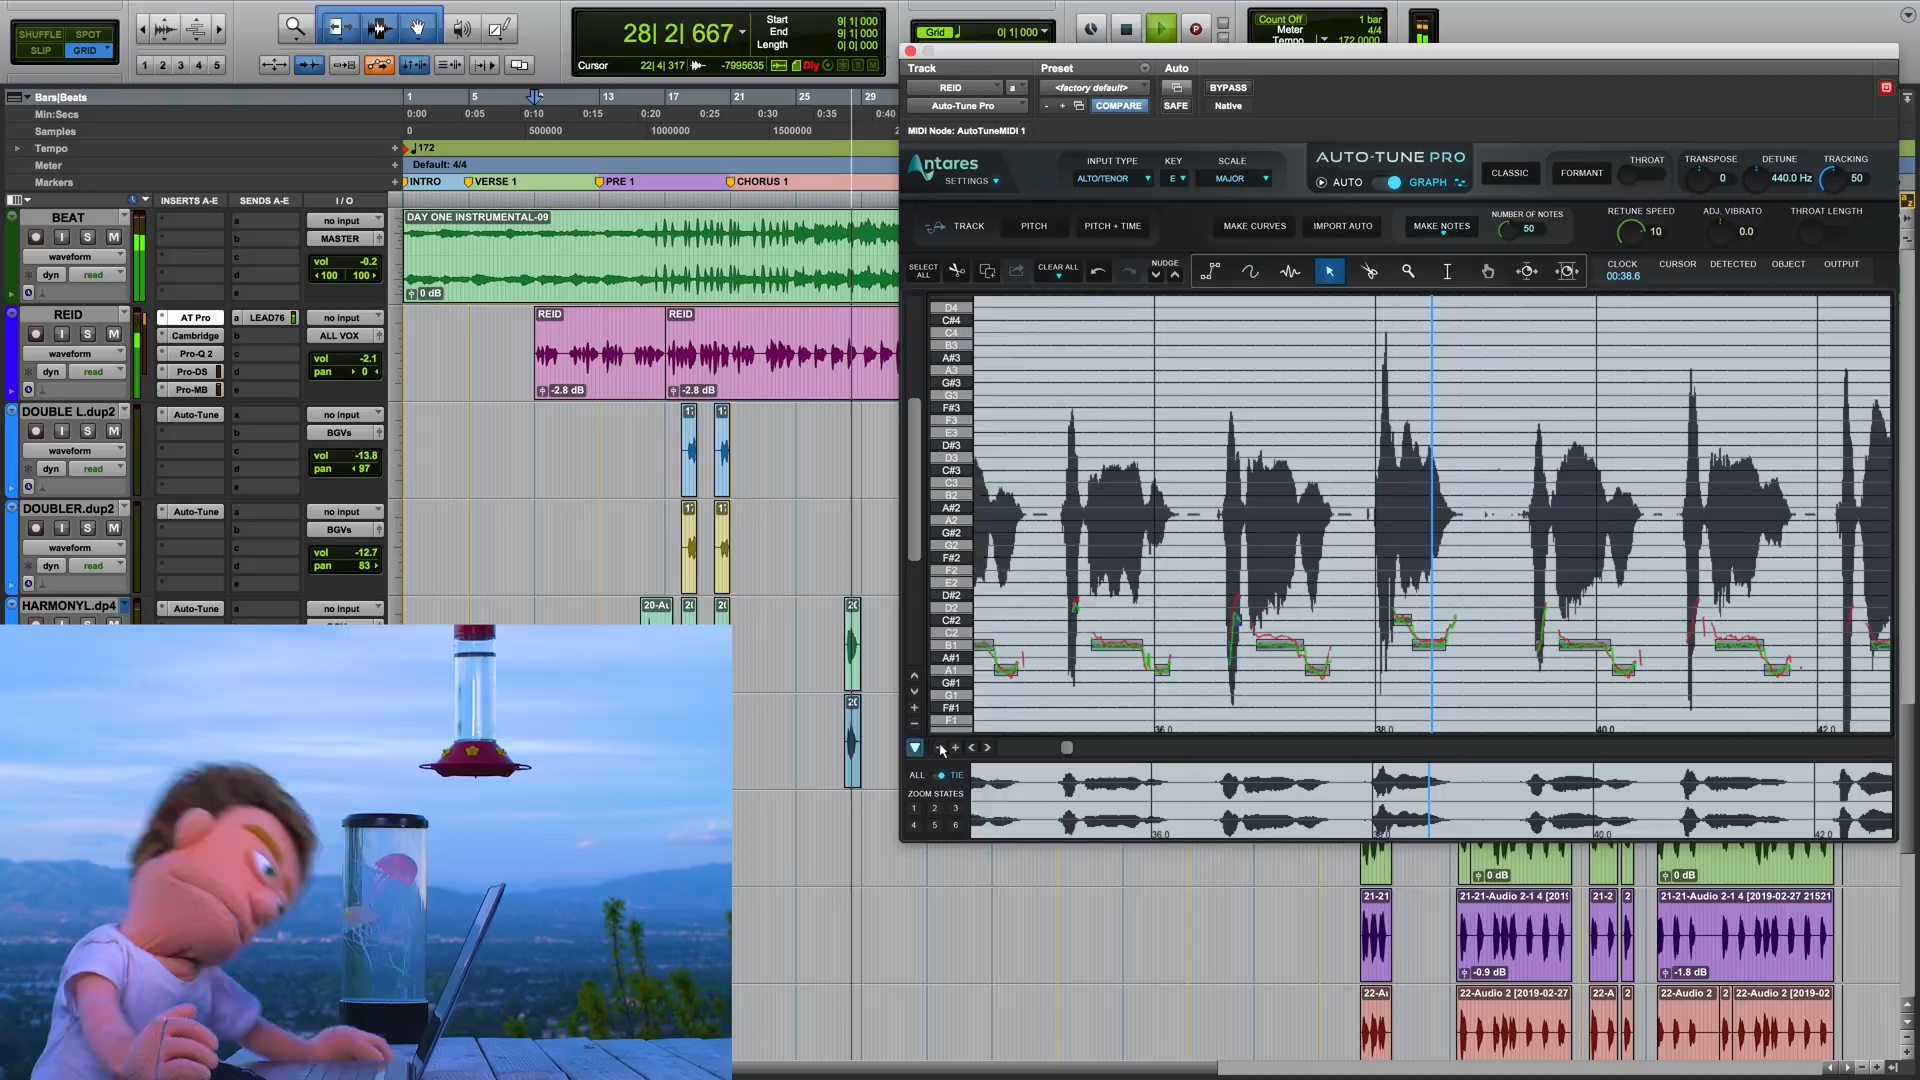 SHUFFLE SPOT
SLIP GRID
1 2 3 4 5
28| 2| 667
Start 9| 1| 000
End 9| 1| 000
Length 0| 0| 000
Cursor 22| 4| 317 -7995635 Dly S M
Grid 0| 1| 000
Count Off 1 bar
Meter 4/4
Tempo 172.0000
Bars|Beats 1 5 13 17 21 25 29
Min:Secs 0:00 0:05 0:10 0:15 0:20 0:25 0:30 0:35 0:40
Samples 0 500000 1000000 1500000
Tempo 172
Meter Default: 4/4
Markers INTRO VERSE 1 PRE 1 CHORUS 1
INSERTS A-E SENDS A-E I / O
BEAT
I S M
waveform
dyn read
a
b
c
d
e
no input
MASTER
vol -0.2
100 100
DAY ONE INSTRUMENTAL-09
0 dB
REID
I S M
waveform
dyn read
AT Pro
Cambridge
Pro-Q 2
Pro-DS
Pro-MB
a LEAD76
b
c
d
e
no input
ALL VOX
vol -2.1
pan 0
REID REID
-2.8 dB -2.8 dB
DOUBLE L.dup2
I S M
waveform
dyn read
Auto-Tune
a
b
c
d
e
no input
BGVs
vol -13.8
pan 97
DOUBLER.dup2
I S M
waveform
dyn read
Auto-Tune
a
b
c
d
e
no input
BGVs
vol -12.7
pan 83
HARMONYL.dp4
Auto-Tune
a
no input
Track Preset Auto
REID a <factory default> BYPASS
Auto-Tune Pro - + COMPARE SAFE Native
MIDI Node: AutoTuneMIDI 1
Antares
SETTINGS
INPUT TYPE KEY SCALE
ALTO/TENOR E MAJOR
AUTO-TUNE PRO
AUTO GRAPH
CLASSIC
FORMANT
THROAT
TRANSPOSE 0
DETUNE 440.0 Hz
TRACKING 50
TRACK PITCH PITCH + TIME MAKE CURVES IMPORT AUTO MAKE NOTES
NUMBER OF NOTES 50
RETUNE SPEED 10
ADJ. VIBRATO 0.0
THROAT LENGTH
SELECT ALL
CLEAR ALL
NUDGE
CLOCK CURSOR DETECTED OBJECT OUTPUT
00:38.6
D4
C#4
C4
B3
A#3
A3
G#3
G3
F#3
F3
E3
D#3
D3
C#3
C3
B2
A#2
A2
G#2
G2
F#2
F2
E2
D#2
D2
C#2
C2
B1
A#1
A1
G#1
G1
F#1
F1
36.0 38.0 40.0 42.0
ALL TIE
ZOOM STATES
1 2 3
4 5 6
36.0 38.0 40.0 42.0
0 dB 0 dB
21-21 21-21-Audio 2-1 4 [2019 21-2 2 21-21-Audio 2-1 4 [2019-02-27 21521
-0.9 dB -1.8 dB
22-Au 22-Audio 2 [2019-02-27 22-A 2 22-Audio 2 2 22-Audio 2 [2019-02